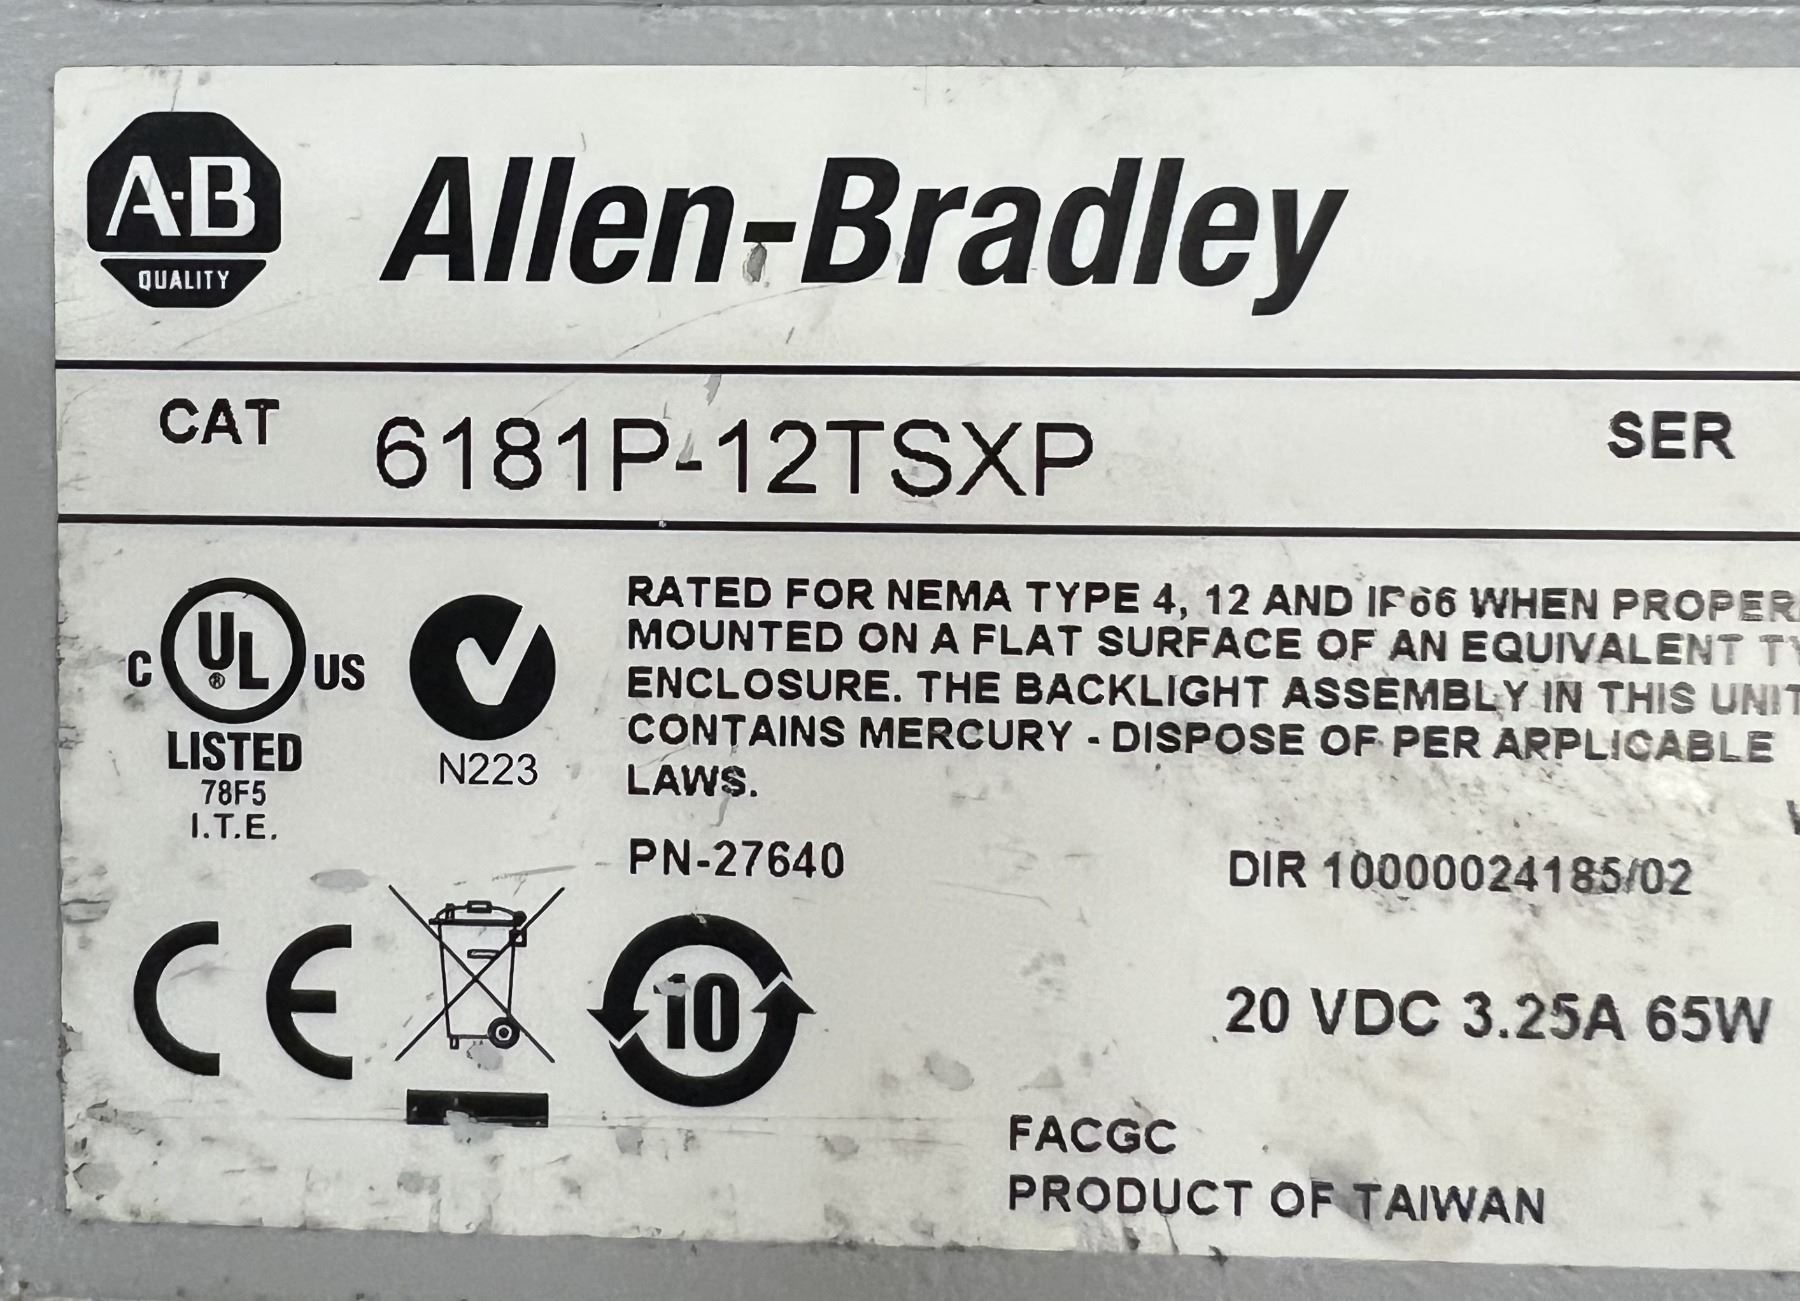 A-B
QUALITY
Allen-Bradley
CAT 6181P-12TSXP SER
C UL® US
LISTED
78F5
I.T.E.
N223
RATED FOR NEMA TYPE 4, 12 AND IP66 WHEN PROPER
MOUNTED ON A FLAT SURFACE OF AN EQUIVALENT TY
ENCLOSURE. THE BACKLIGHT ASSEMBLY IN THIS UNIT
CONTAINS MERCURY - DISPOSE OF PER APPLICABLE
LAWS.
PN-27640
DIR 10000024185/02
CE
10
20 VDC 3.25A 65W
FACGC
PRODUCT OF TAIWAN